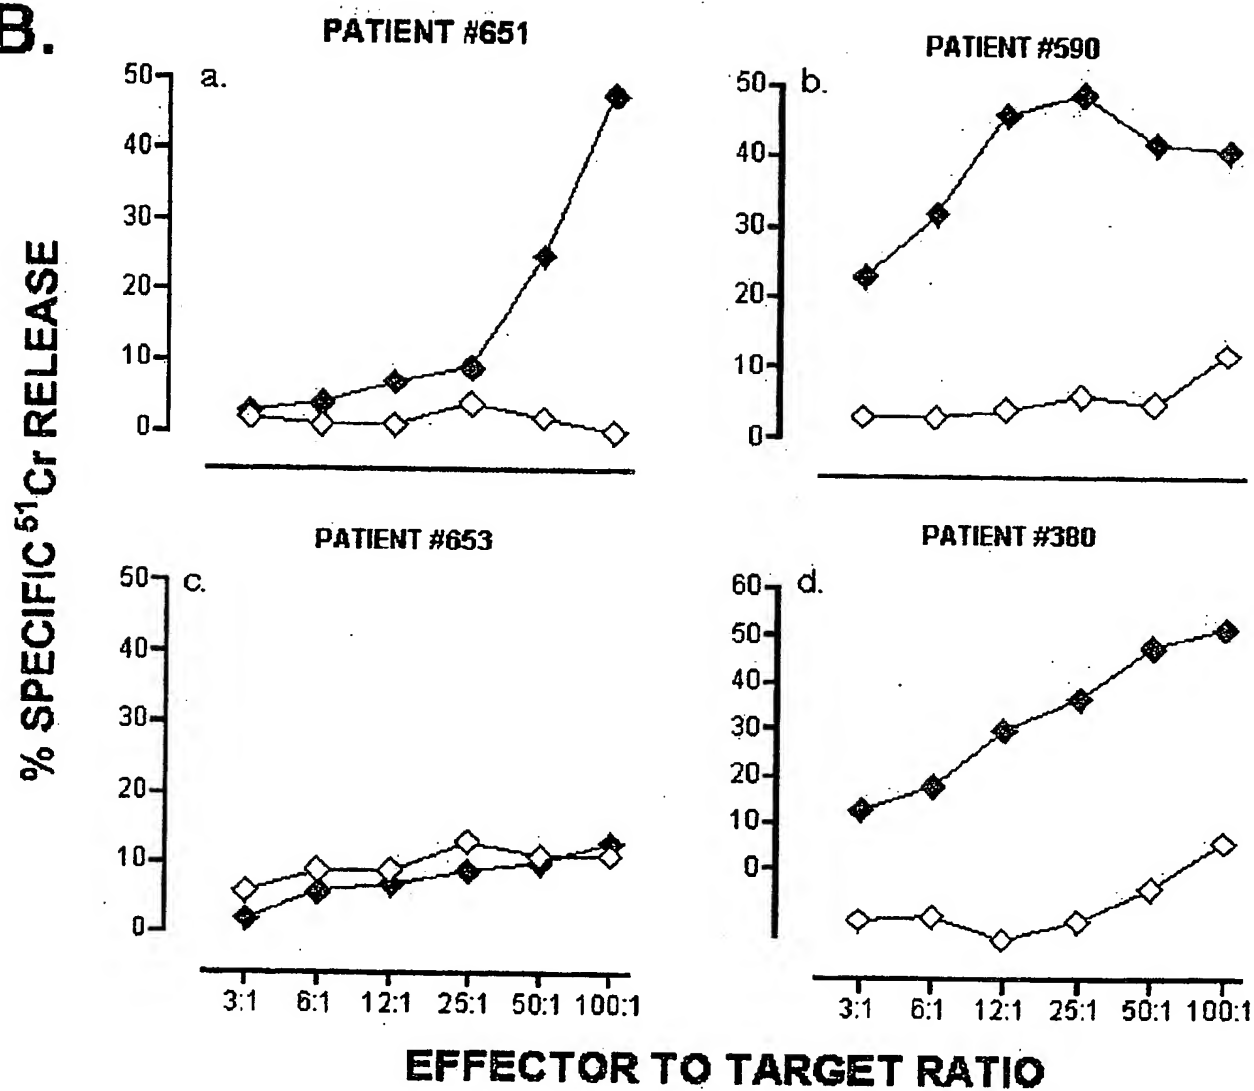 B.
PATIENT #651
PATIENT #590
a.
50
40
30
20
10
0
b.
50
40
30
20
10
0
% SPECIFIC ⁵¹Cr RELEASE
PATIENT #653
PATIENT #380
c.
50
40
30
20
10
0
d.
60
50
40
30
20
10
0
3:1 6:1 12:1 25:1 50:1 100:1
3:1 6:1 12:1 25:1 50:1 100:1
EFFECTOR TO TARGET RATIO